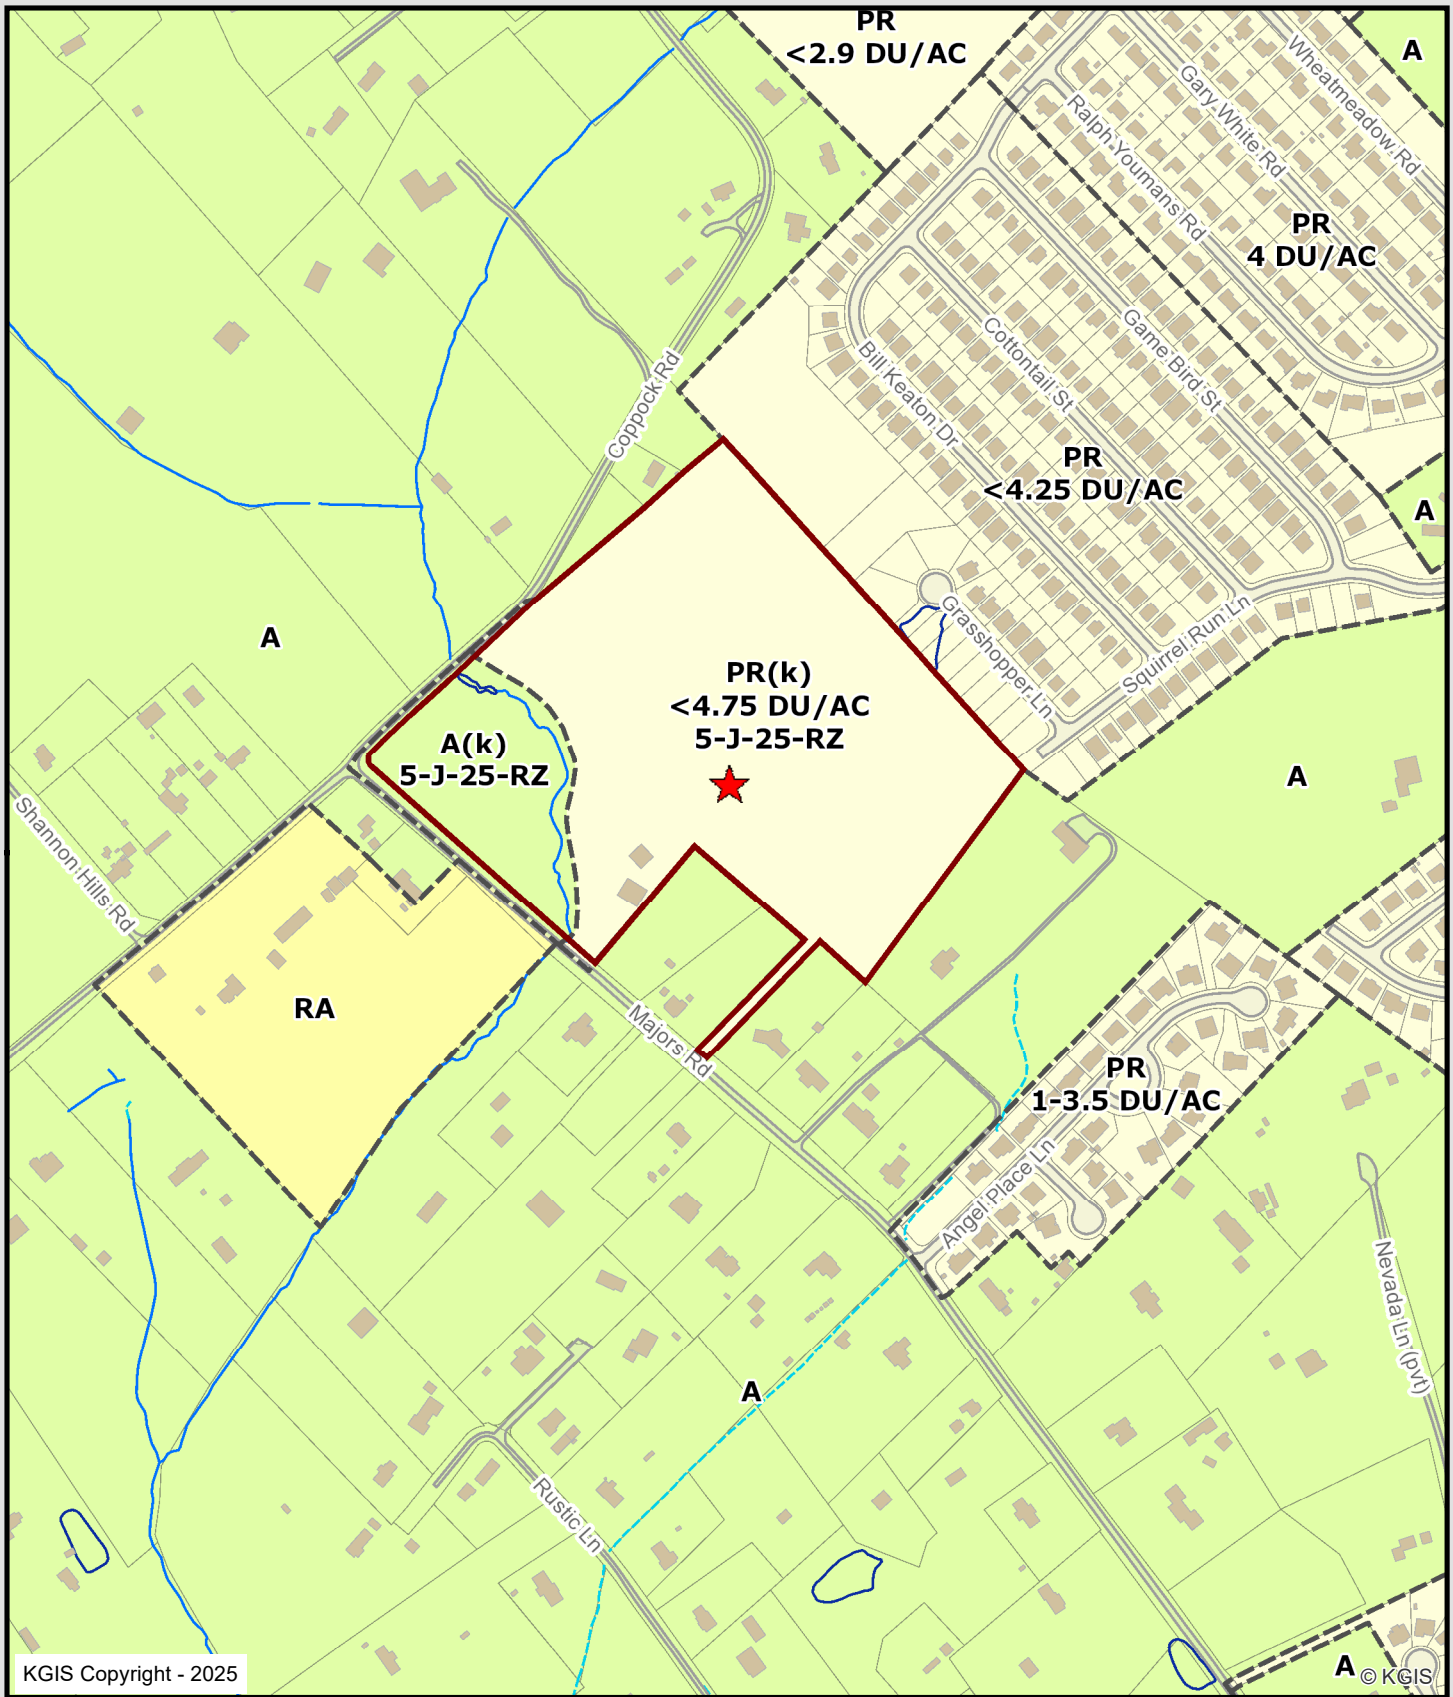 PR
<2.9 DU/AC
A
Wheatmeadow Rd
Gary White Rd
Ralph Youmans Rd
PR
4 DU/AC
Game Bird St
Cottontail St
Bill Keaton Dr
Coppock Rd
PR
<4.25 DU/AC
A
Grasshopper Ln
Squirrel Run Ln
A
PR(k)
<4.75 DU/AC
5-J-25-RZ
A(k)
5-J-25-RZ
A
Shannon Hills Rd
RA
Majors Rd
PR
1-3.5 DU/AC
Angel Place Ln
Nevada Ln (pvt)
A
Rustic Ln
A
KGIS Copyright - 2025
© KGIS